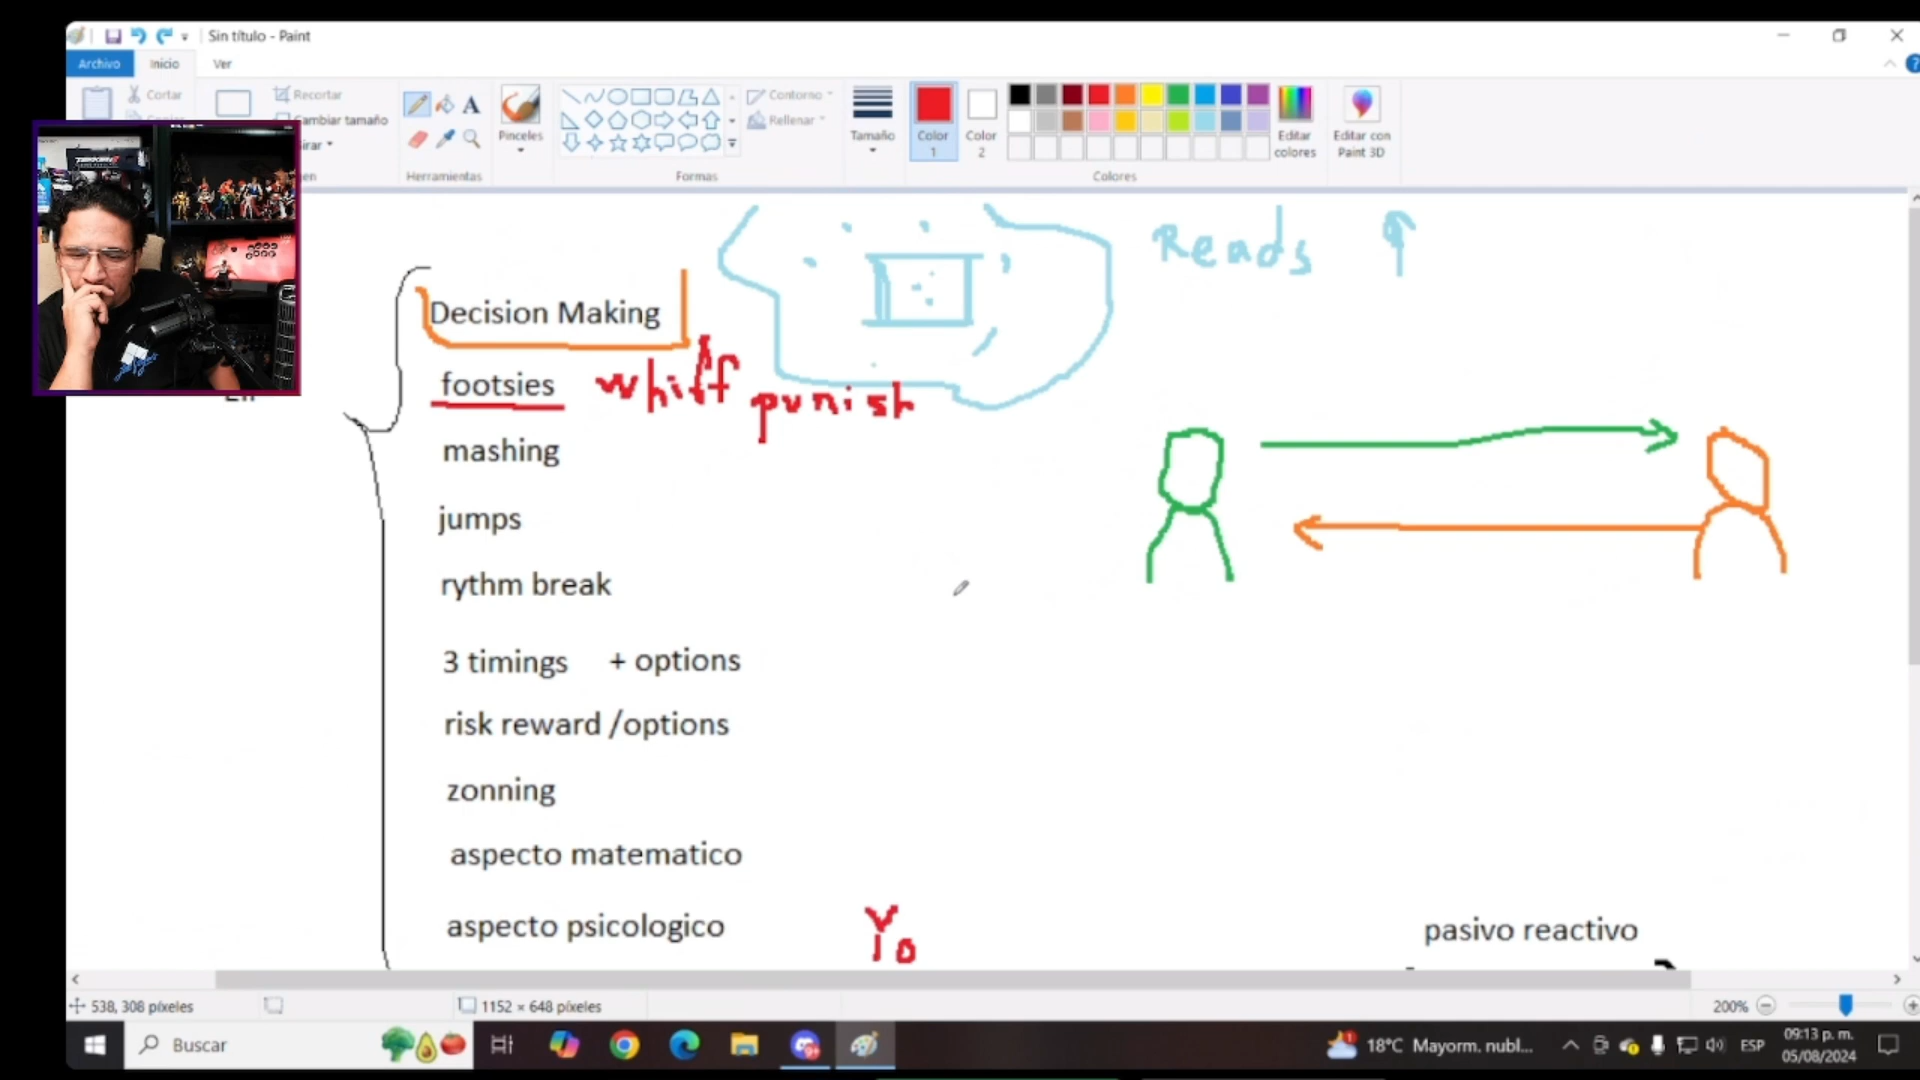 Sin título - Paint
Archivo Inicio Ver
Cortar
Recortar
Cambiar tamaño
Herramientas
Pinceles
Formas
Contorno
Rellenar
Tamaño
Color 1
Color 2
Colores
Editar colores
Editar con Paint 3D
TEKKEN
Reads
Decision Making
footsies whiff punish
mashing
jumps
rythm break
3 timings + options
risk reward /options
zonning
aspecto matematico
aspecto psicologico Yo
pasivo reactivo
538, 308 píxeles
1152 × 648 píxeles
200%
Buscar
18°C Mayorm. nubl...
ESP
09:13 p. m.
05/08/2024